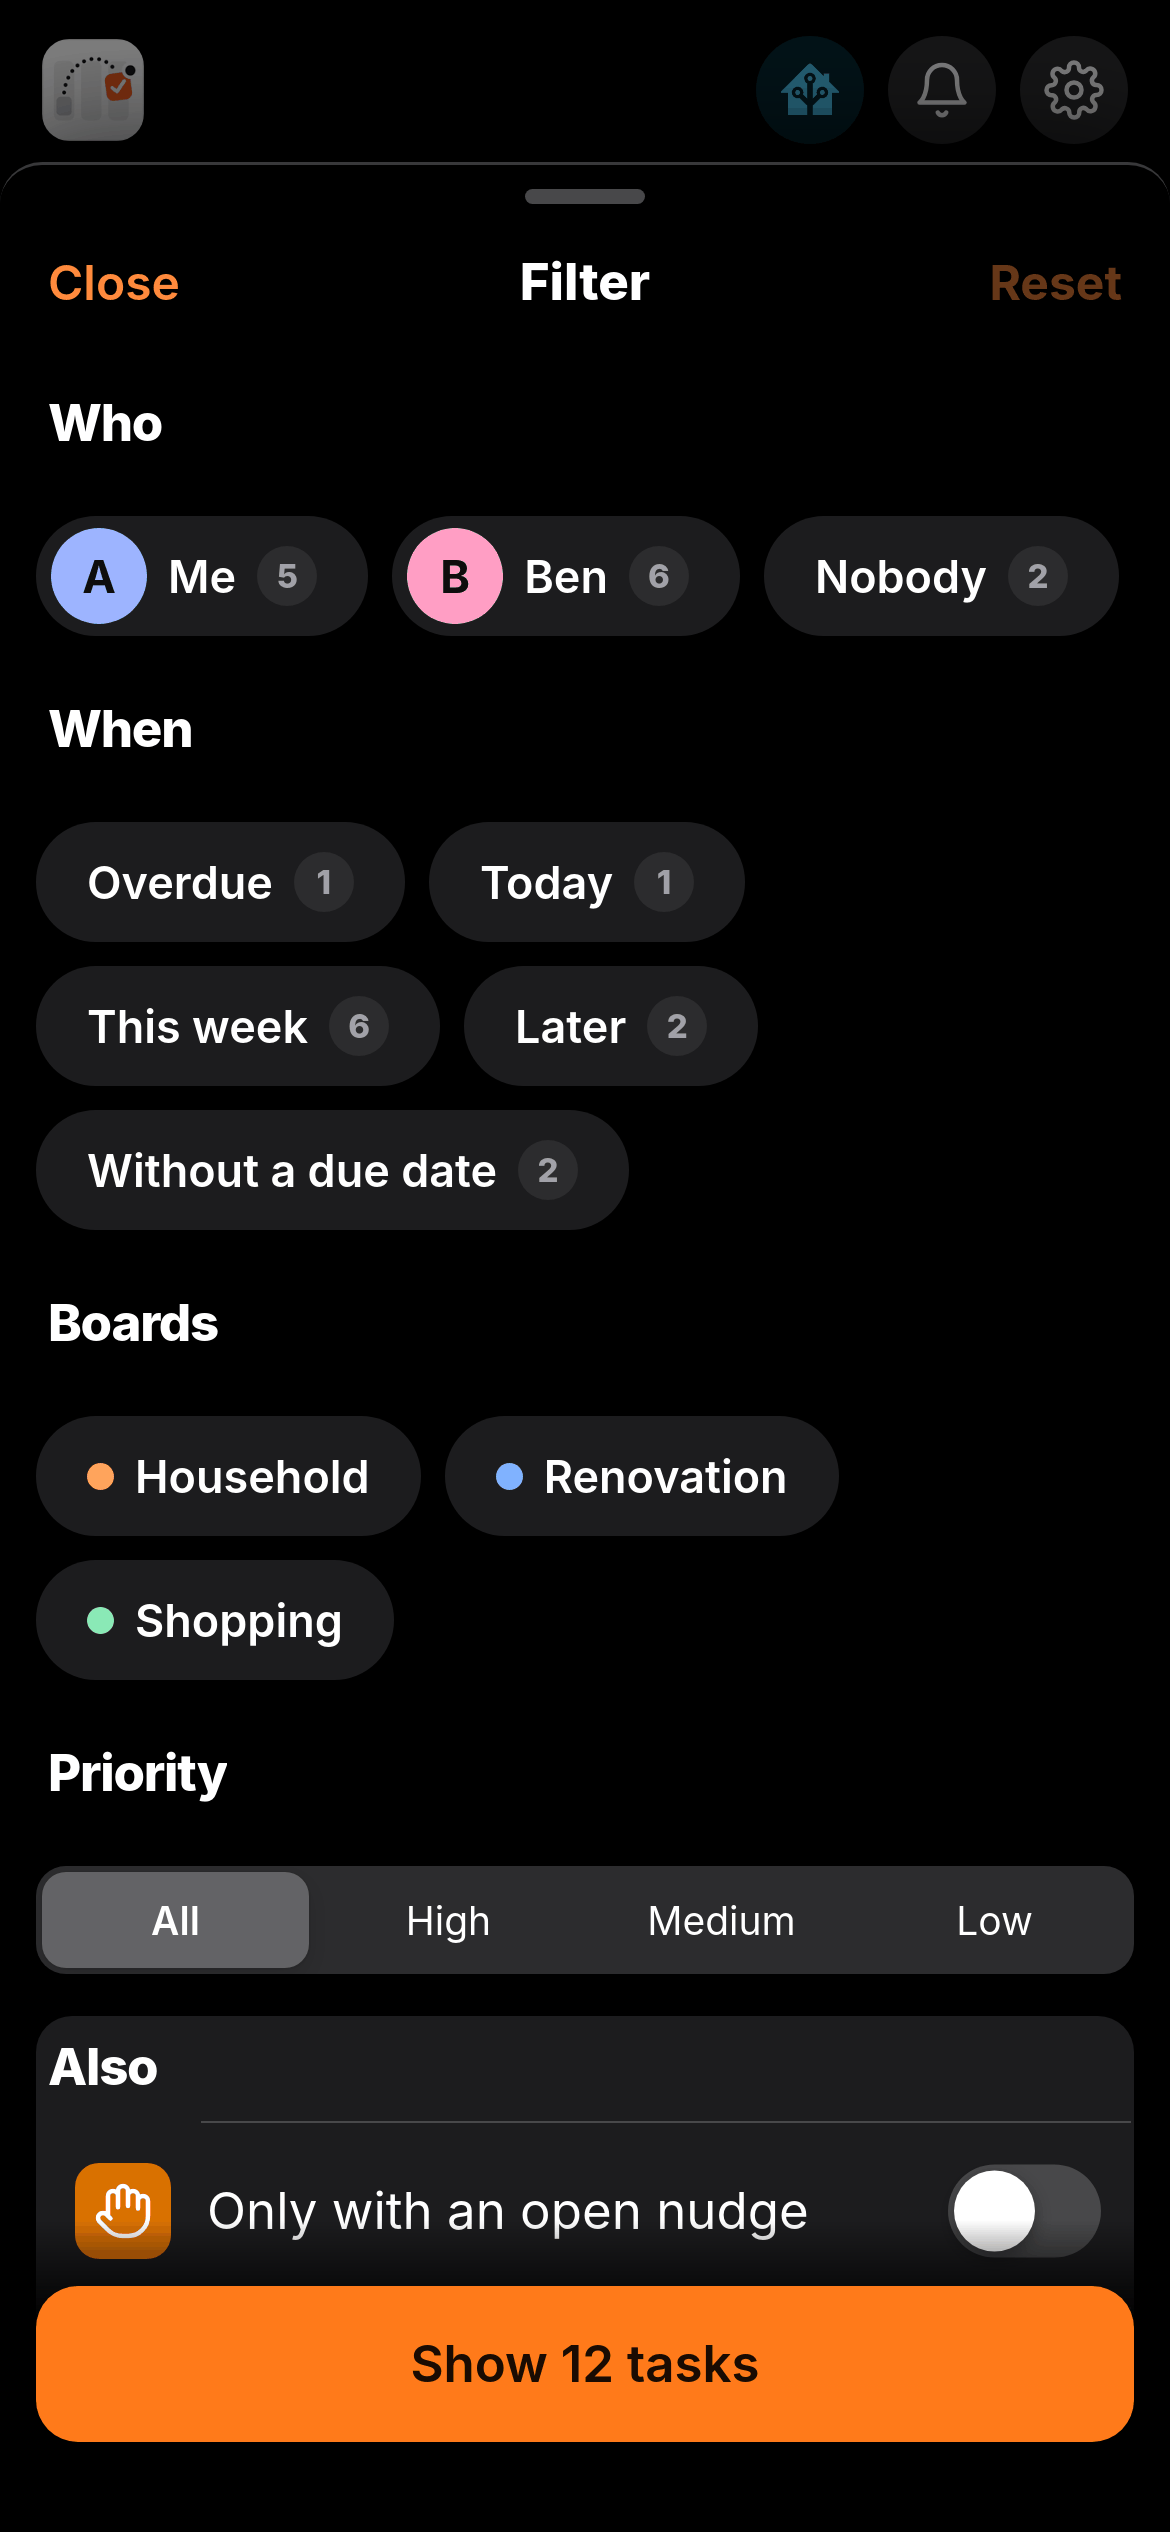 Close Filter Reset
Who
A Me 5 B Ben 6 Nobody 2
When
Overdue 1 Today 1
This week 6 Later 2
Without a due date 2
Boards
Household Renovation
Shopping
Priority
All High Medium Low
Also
Only with an open nudge
Show 12 tasks